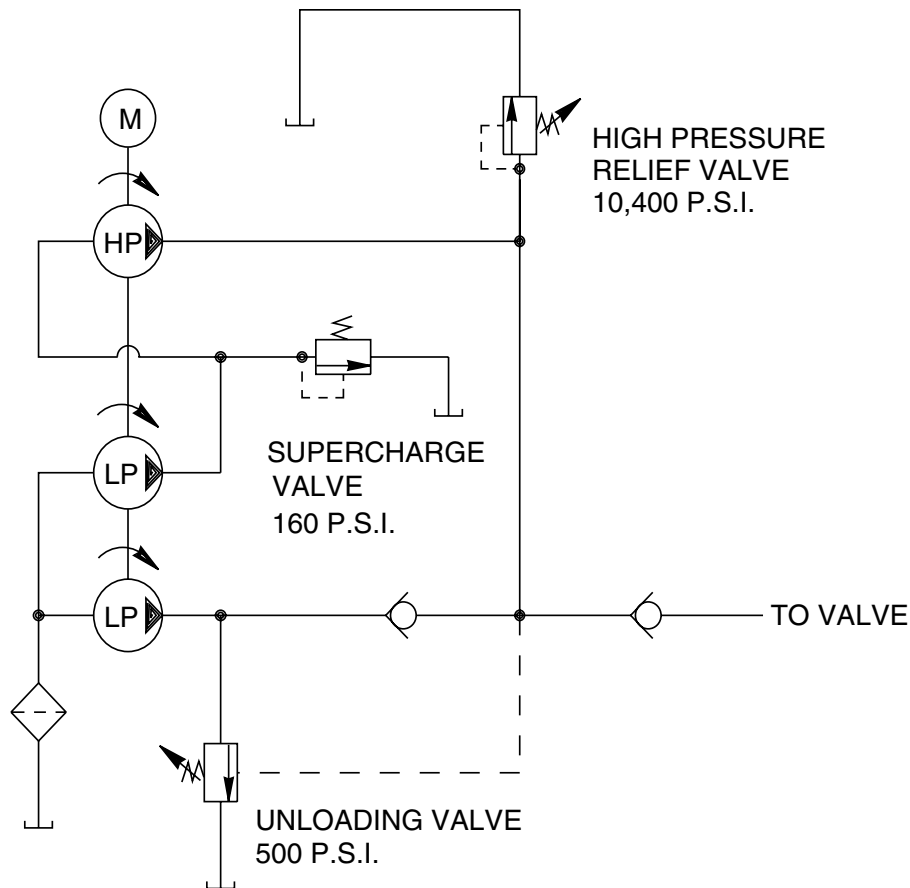 M
HIGH PRESSURE
RELIEF VALVE
10,400 P.S.I.
HP
SUPERCHARGE
VALVE
160 P.S.I.
LP
LP
TO VALVE
UNLOADING VALVE
500 P.S.I.